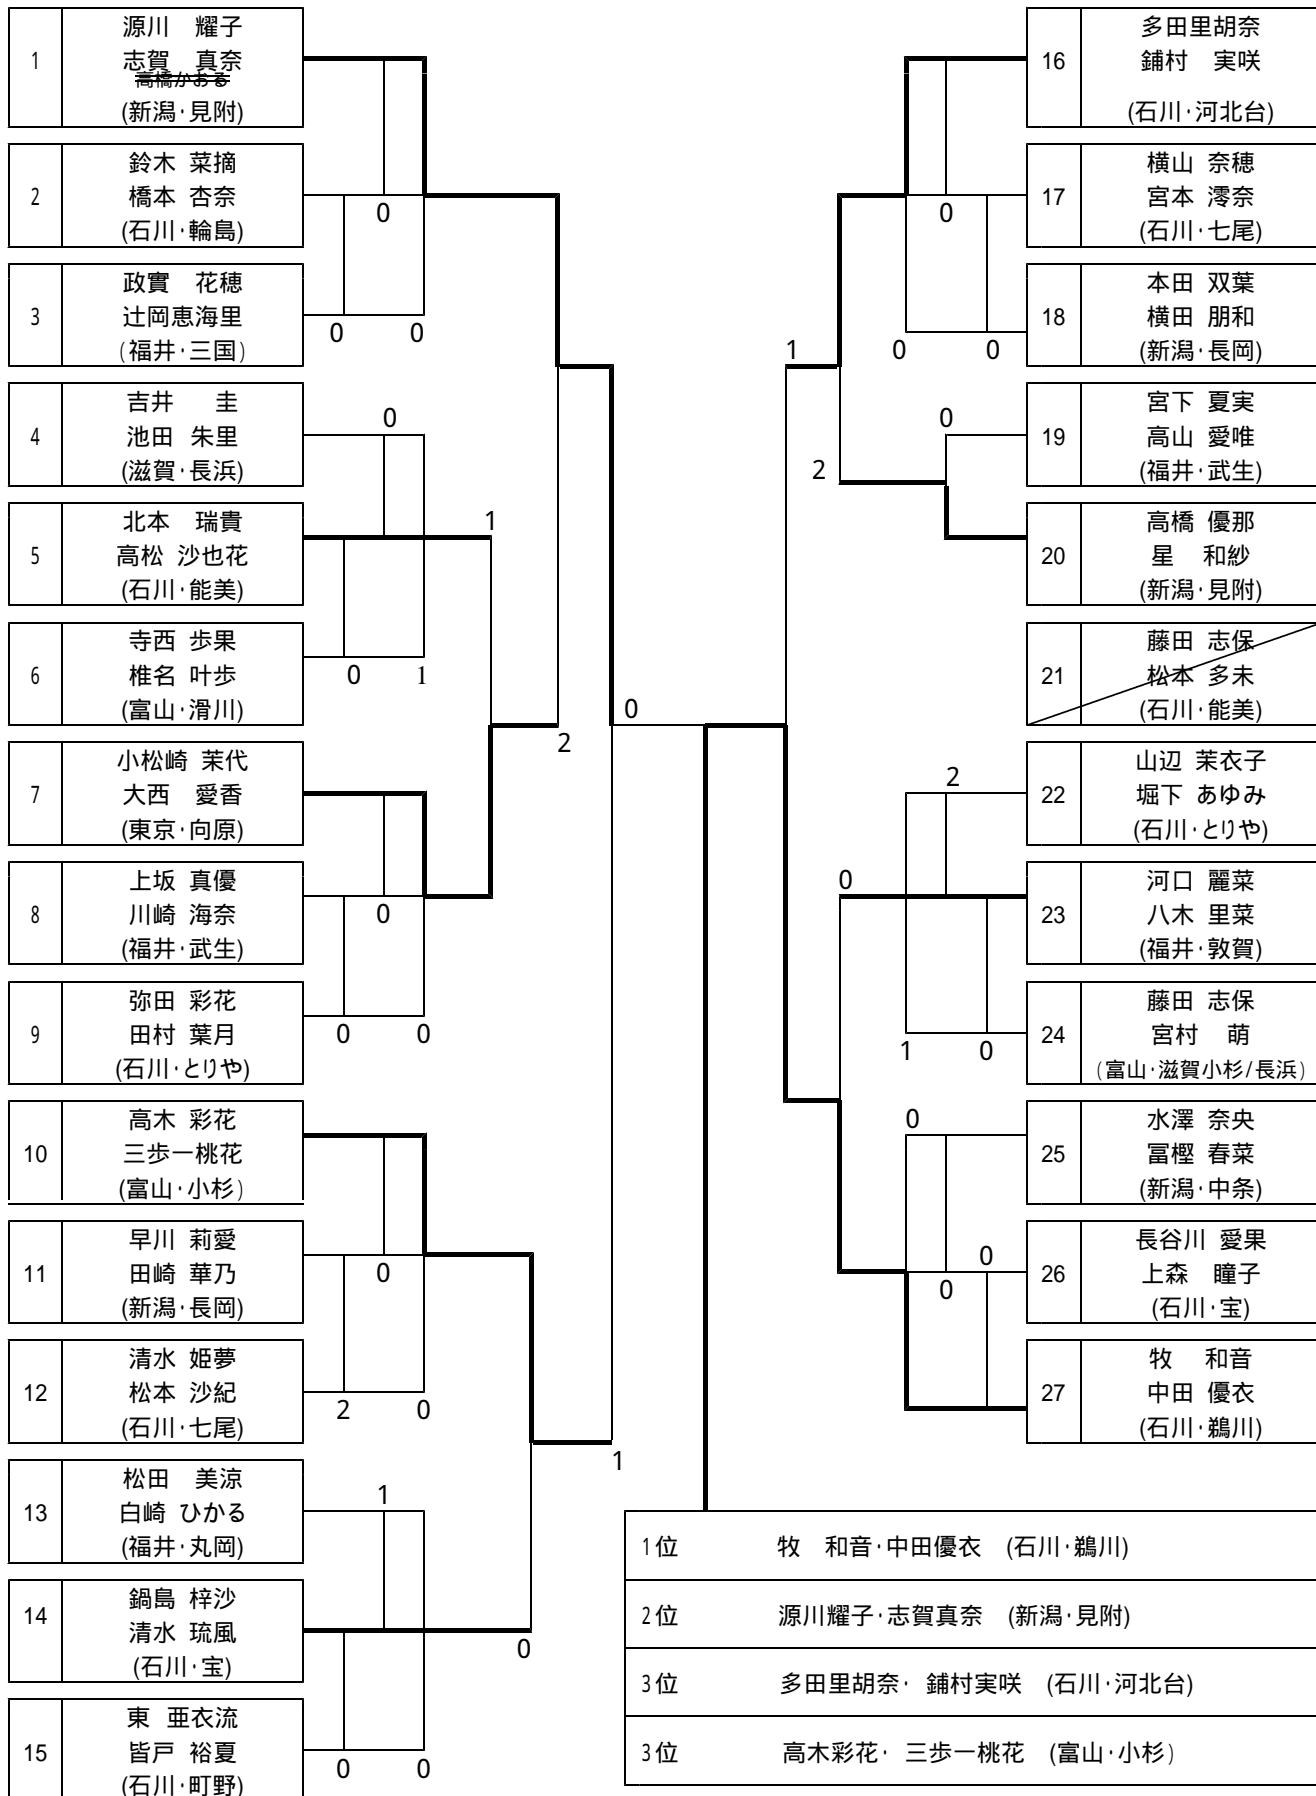 1
源川　耀子
志賀　真奈
高橋かおる
(新潟・見附)
2
鈴木 菜摘
橋本 杏奈
(石川・輪島)
0
3
政實　花穂
辻岡恵海里
(福井・三国)
0 0
4
吉井　圭
池田 朱里
(滋賀・長浜)
0
5
北本　瑞貴
高松 沙也花
(石川・能美)
1
6
寺西 歩果
椎名 叶歩
(富山・滑川)
0 1
7
小松崎 茉代
大西　愛香
(東京・向原)
2
8
上坂 真優
川崎 海奈
(福井・武生)
0
9
弥田 彩花
田村 葉月
(石川・とりや)
0 0
10
高木 彩花
三歩一桃花
(富山・小杉)
11
早川 莉愛
田崎 華乃
(新潟・長岡)
0
12
清水 姫夢
松本 沙紀
(石川・七尾)
2 0
1
13
松田　美涼
白崎 ひかる
(福井・丸岡)
1
14
鍋島 梓沙
清水 琉風
(石川・宝)
0
15
東 亜衣流
皆戸 裕夏
(石川・町野)
0 0
0
16
多田里胡奈
鋪村　実咲
(石川・河北台)
17
横山 奈穂
宮本 澪奈
(石川・七尾)
0
18
本田 双葉
横田 朋和
(新潟・長岡)
1 0 0
19
宮下 夏実
高山 愛唯
(福井・武生)
0
2
20
高橋 優那
星　和紗
(新潟・見附)
21
藤田 志保
松本 多未
(石川・能美)
22
山辺 茉衣子
堀下 あゆみ
(石川・とりや)
2
23
河口 麗菜
八木 里菜
(福井・敦賀)
0
24
藤田 志保
宮村　萌
(富山・滋賀小杉/長浜)
1 0
25
水澤 奈央
冨樫 春菜
(新潟・中条)
0
26
長谷川 愛果
上森　瞳子
(石川・宝)
0
0
27
牧　和音
中田 優衣
(石川・鵜川)
1位　牧　和音・中田優衣　(石川・鵜川)
2位　源川耀子・志賀真奈　(新潟・見附)
3位　多田里胡奈・ 鋪村実咲　(石川・河北台)
3位　高木彩花・ 三歩一桃花　(富山・小杉)